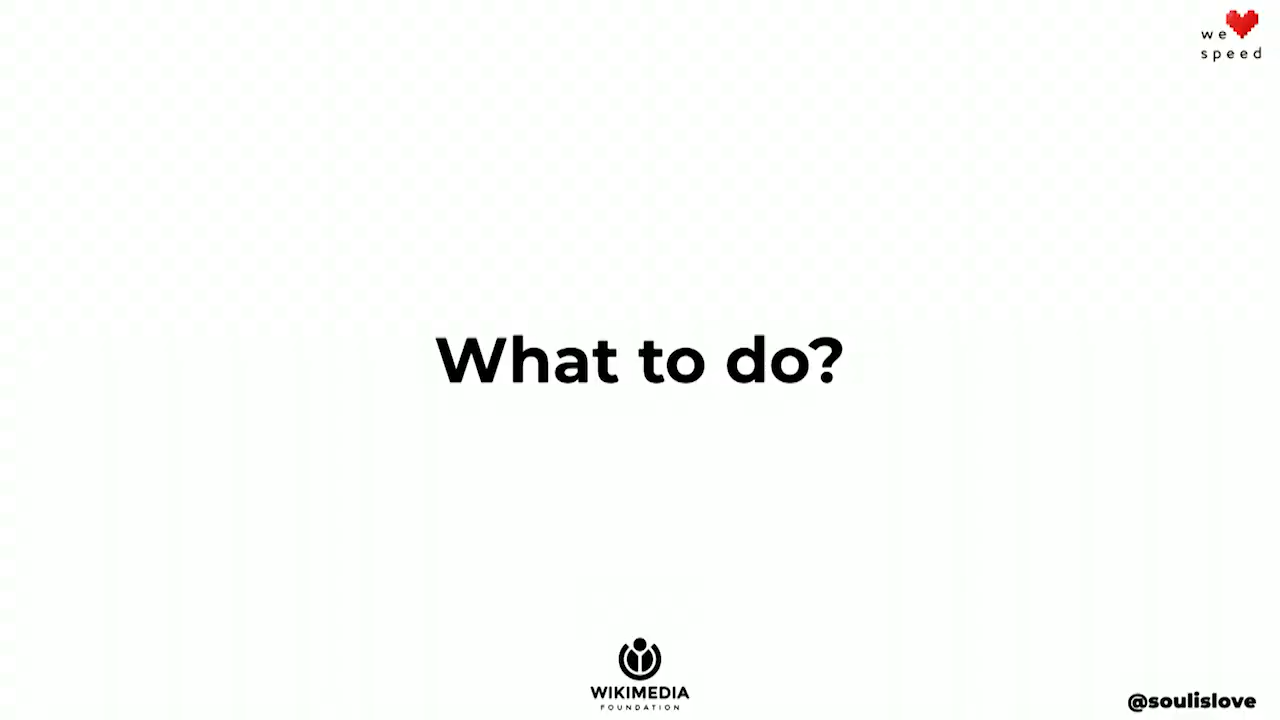 we
speed
What to do?
WIKIMEDIA
FOUNDATION
@soulislove